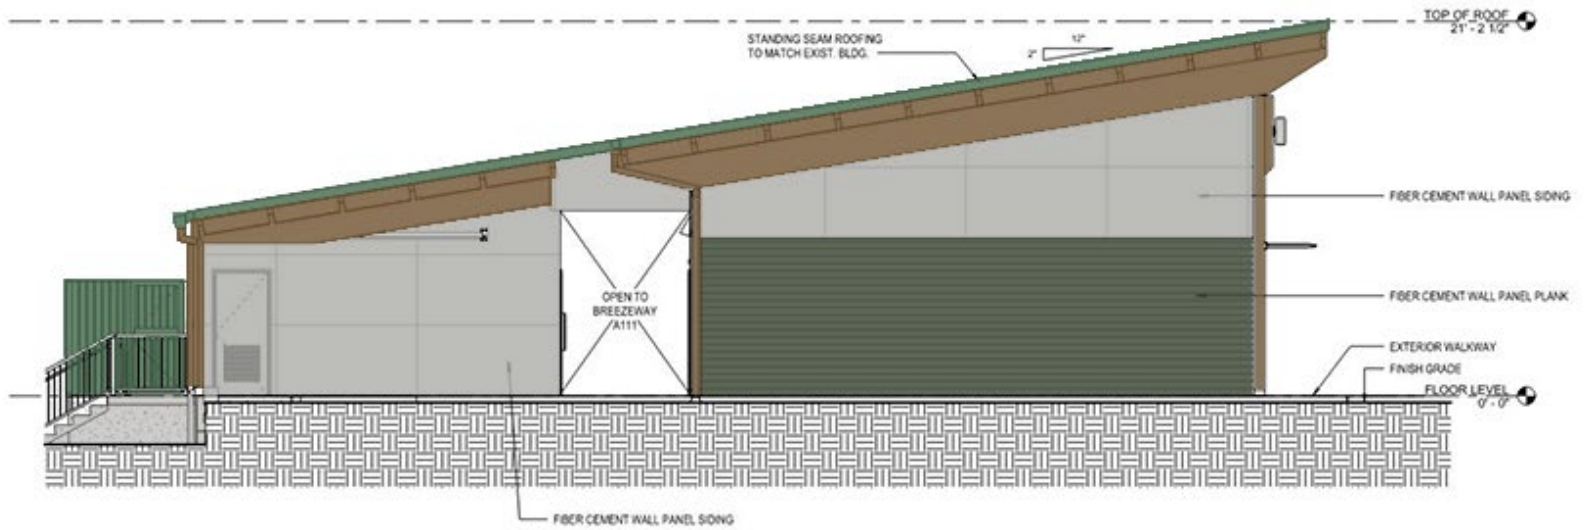 TOP OF ROOF
21' - 2 1/2"
STANDING SEAM ROOFING
TO MATCH EXIST. BLDG.
12"
2"
FIBER CEMENT WALL PANEL SIDING
OPEN TO
BREEZEWAY
A111
FIBER CEMENT WALL PANEL PLANK
EXTERIOR WALKWAY
FINISH GRADE
FLOOR LEVEL
0' - 0"
FIBER CEMENT WALL PANEL SIDING